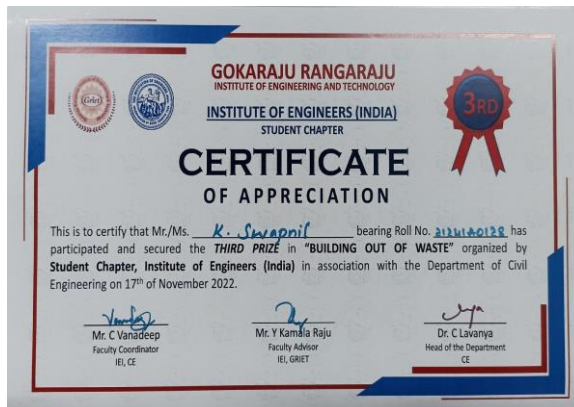 GOKARAJU RANGARAJU
INSTITUTE OF ENGINEERING AND TECHNOLOGY
Griet
INSTITUTE OF ENGINEERS (INDIA)
STUDENT CHAPTER
3RD
CERTIFICATE
OF APPRECIATION
This is to certify that Mr./Ms. K. Swapnil bearing Roll No. 21241A0128 has
participated and secured the THIRD PRIZE in “BUILDING OUT OF WASTE” organized by
Student Chapter, Institute of Engineers (India) in association with the Department of Civil
Engineering on 17th of November 2022.
Mr. C Vanadeep
Faculty Coordinator
IEI, CE
Mr. Y Kamala Raju
Faculty Advisor
IEI, GRIET
Dr. C Lavanya
Head of the Department
CE